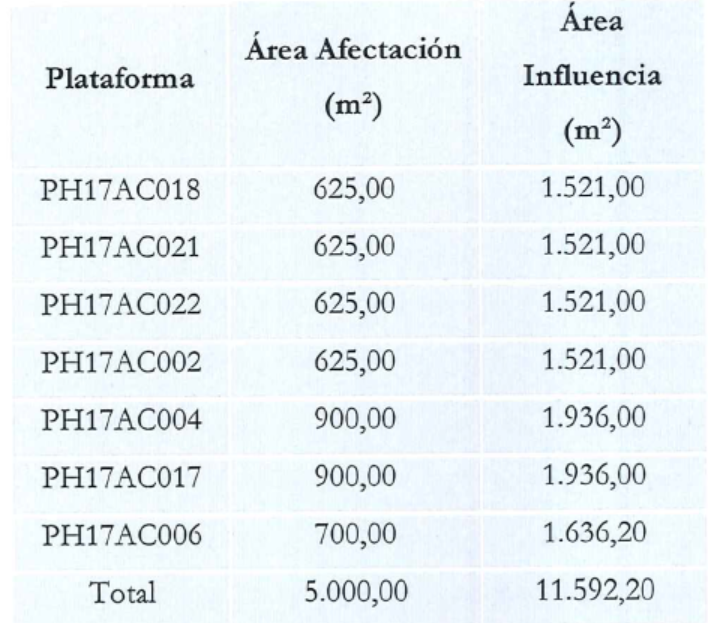 Plataforma Área Afectación (m²) Área Influencia (m²)
PH17AC018 625,00 1.521,00
PH17AC021 625,00 1.521,00
PH17AC022 625,00 1.521,00
PH17AC002 625,00 1.521,00
PH17AC004 900,00 1.936,00
PH17AC017 900,00 1.936,00
PH17AC006 700,00 1.636,20
Total 5.000,00 11.592,20